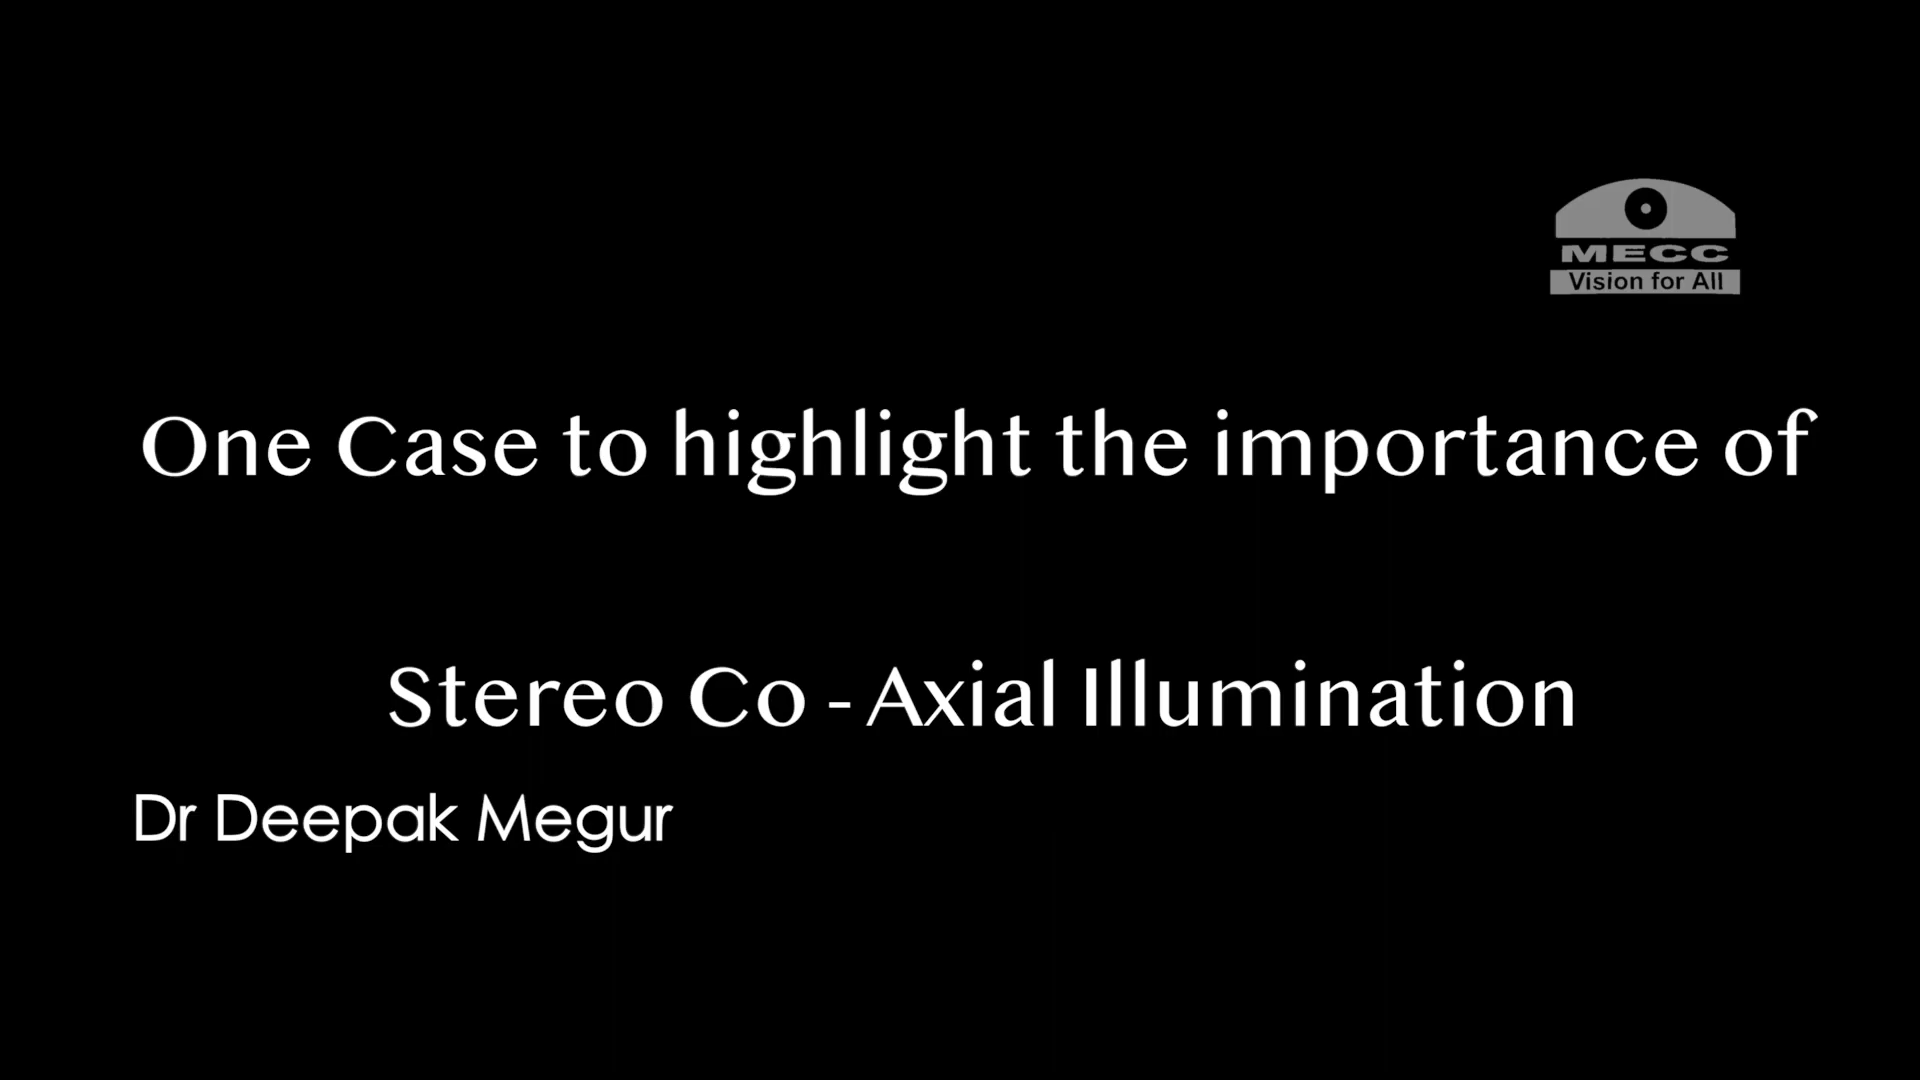 MECC
Vision for All
One Case to highlight the importance of
Stereo Co - Axial Illumination
Dr Deepak Megur